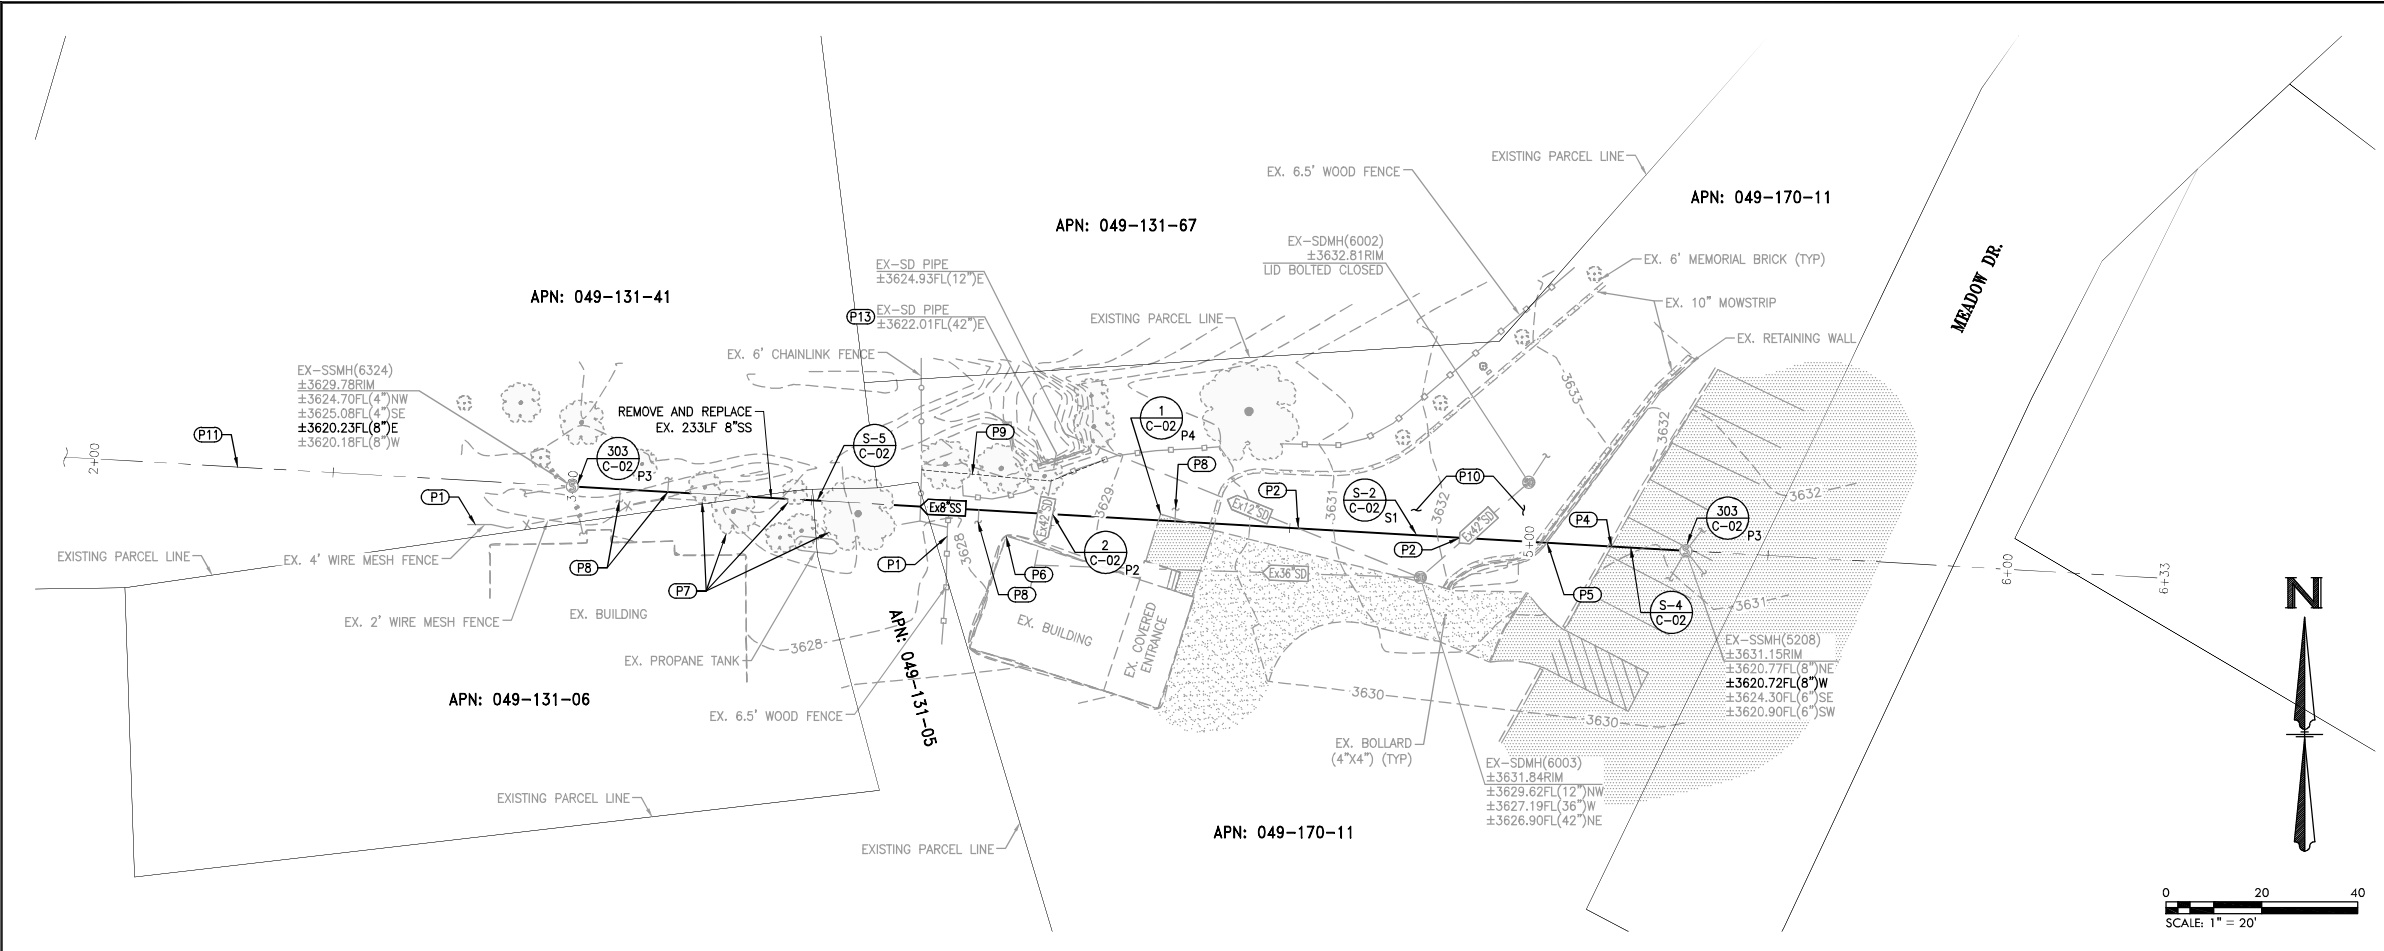 EXISTING PARCEL LINE
EX. 6.5' WOOD FENCE
APN: 049-170-11
APN: 049-131-67
MEADOW DR.
EX-SDMH(6002)
±3632.81RIM
LID BOLTED CLOSED
EX. 6' MEMORIAL BRICK (TYP)
EX-SD PIPE
±3624.93FL(12")E
APN: 049-131-41
EX. 10" MOWSTRIP
P13
EX-SD PIPE
±3622.01FL(42")E
EXISTING PARCEL LINE
EX. RETAINING WALL
EX. 6' CHAINLINK FENCE
EX-SSMH(6324)
±3629.78RIM
±3624.70FL(4")NW
±3625.08FL(4")SE
±3620.23FL(8")E
±3620.18FL(8")W
3633
REMOVE AND REPLACE
EX. 233LF 8"SS
1
C-02
P4
3632
P11
P9
S-5
C-02
303
C-02
P3
2+00
P8
P10
P1
P2
S-2
C-02
S1
3629
3631
3632
3632
303
C-02
P3
Ex8"SS
Ex42"SD
Ex12"SD
Ex42"SD
P4
5+00
EXISTING PARCEL LINE
EX. 4' WIRE MESH FENCE
P8
P1
3628
2
C-02
P2
P2
P6
Ex36"SD
6+00
6+33
P7
P8
P5
S-4
C-02
3631
EX. 2' WIRE MESH FENCE
EX. BUILDING
EX. BUILDING
EX. COVERED
ENTRANCE
APN: 049-131-05
3628
EX. PROPANE TANK
EX-SSMH(5208)
±3631.15RIM
±3620.77FL(8")NE
±3620.72FL(8")W
±3624.30FL(6")SE
±3620.90FL(6")SW
N
APN: 049-131-06
3630
3630
EX. 6.5' WOOD FENCE
EX. BOLLARD
(4"X4") (TYP)
EX-SDMH(6003)
±3631.84RIM
±3629.62FL(12")NW
±3627.19FL(36")W
±3626.90FL(42")NE
EXISTING PARCEL LINE
APN: 049-170-11
EXISTING PARCEL LINE
0 20 40
SCALE: 1" = 20'